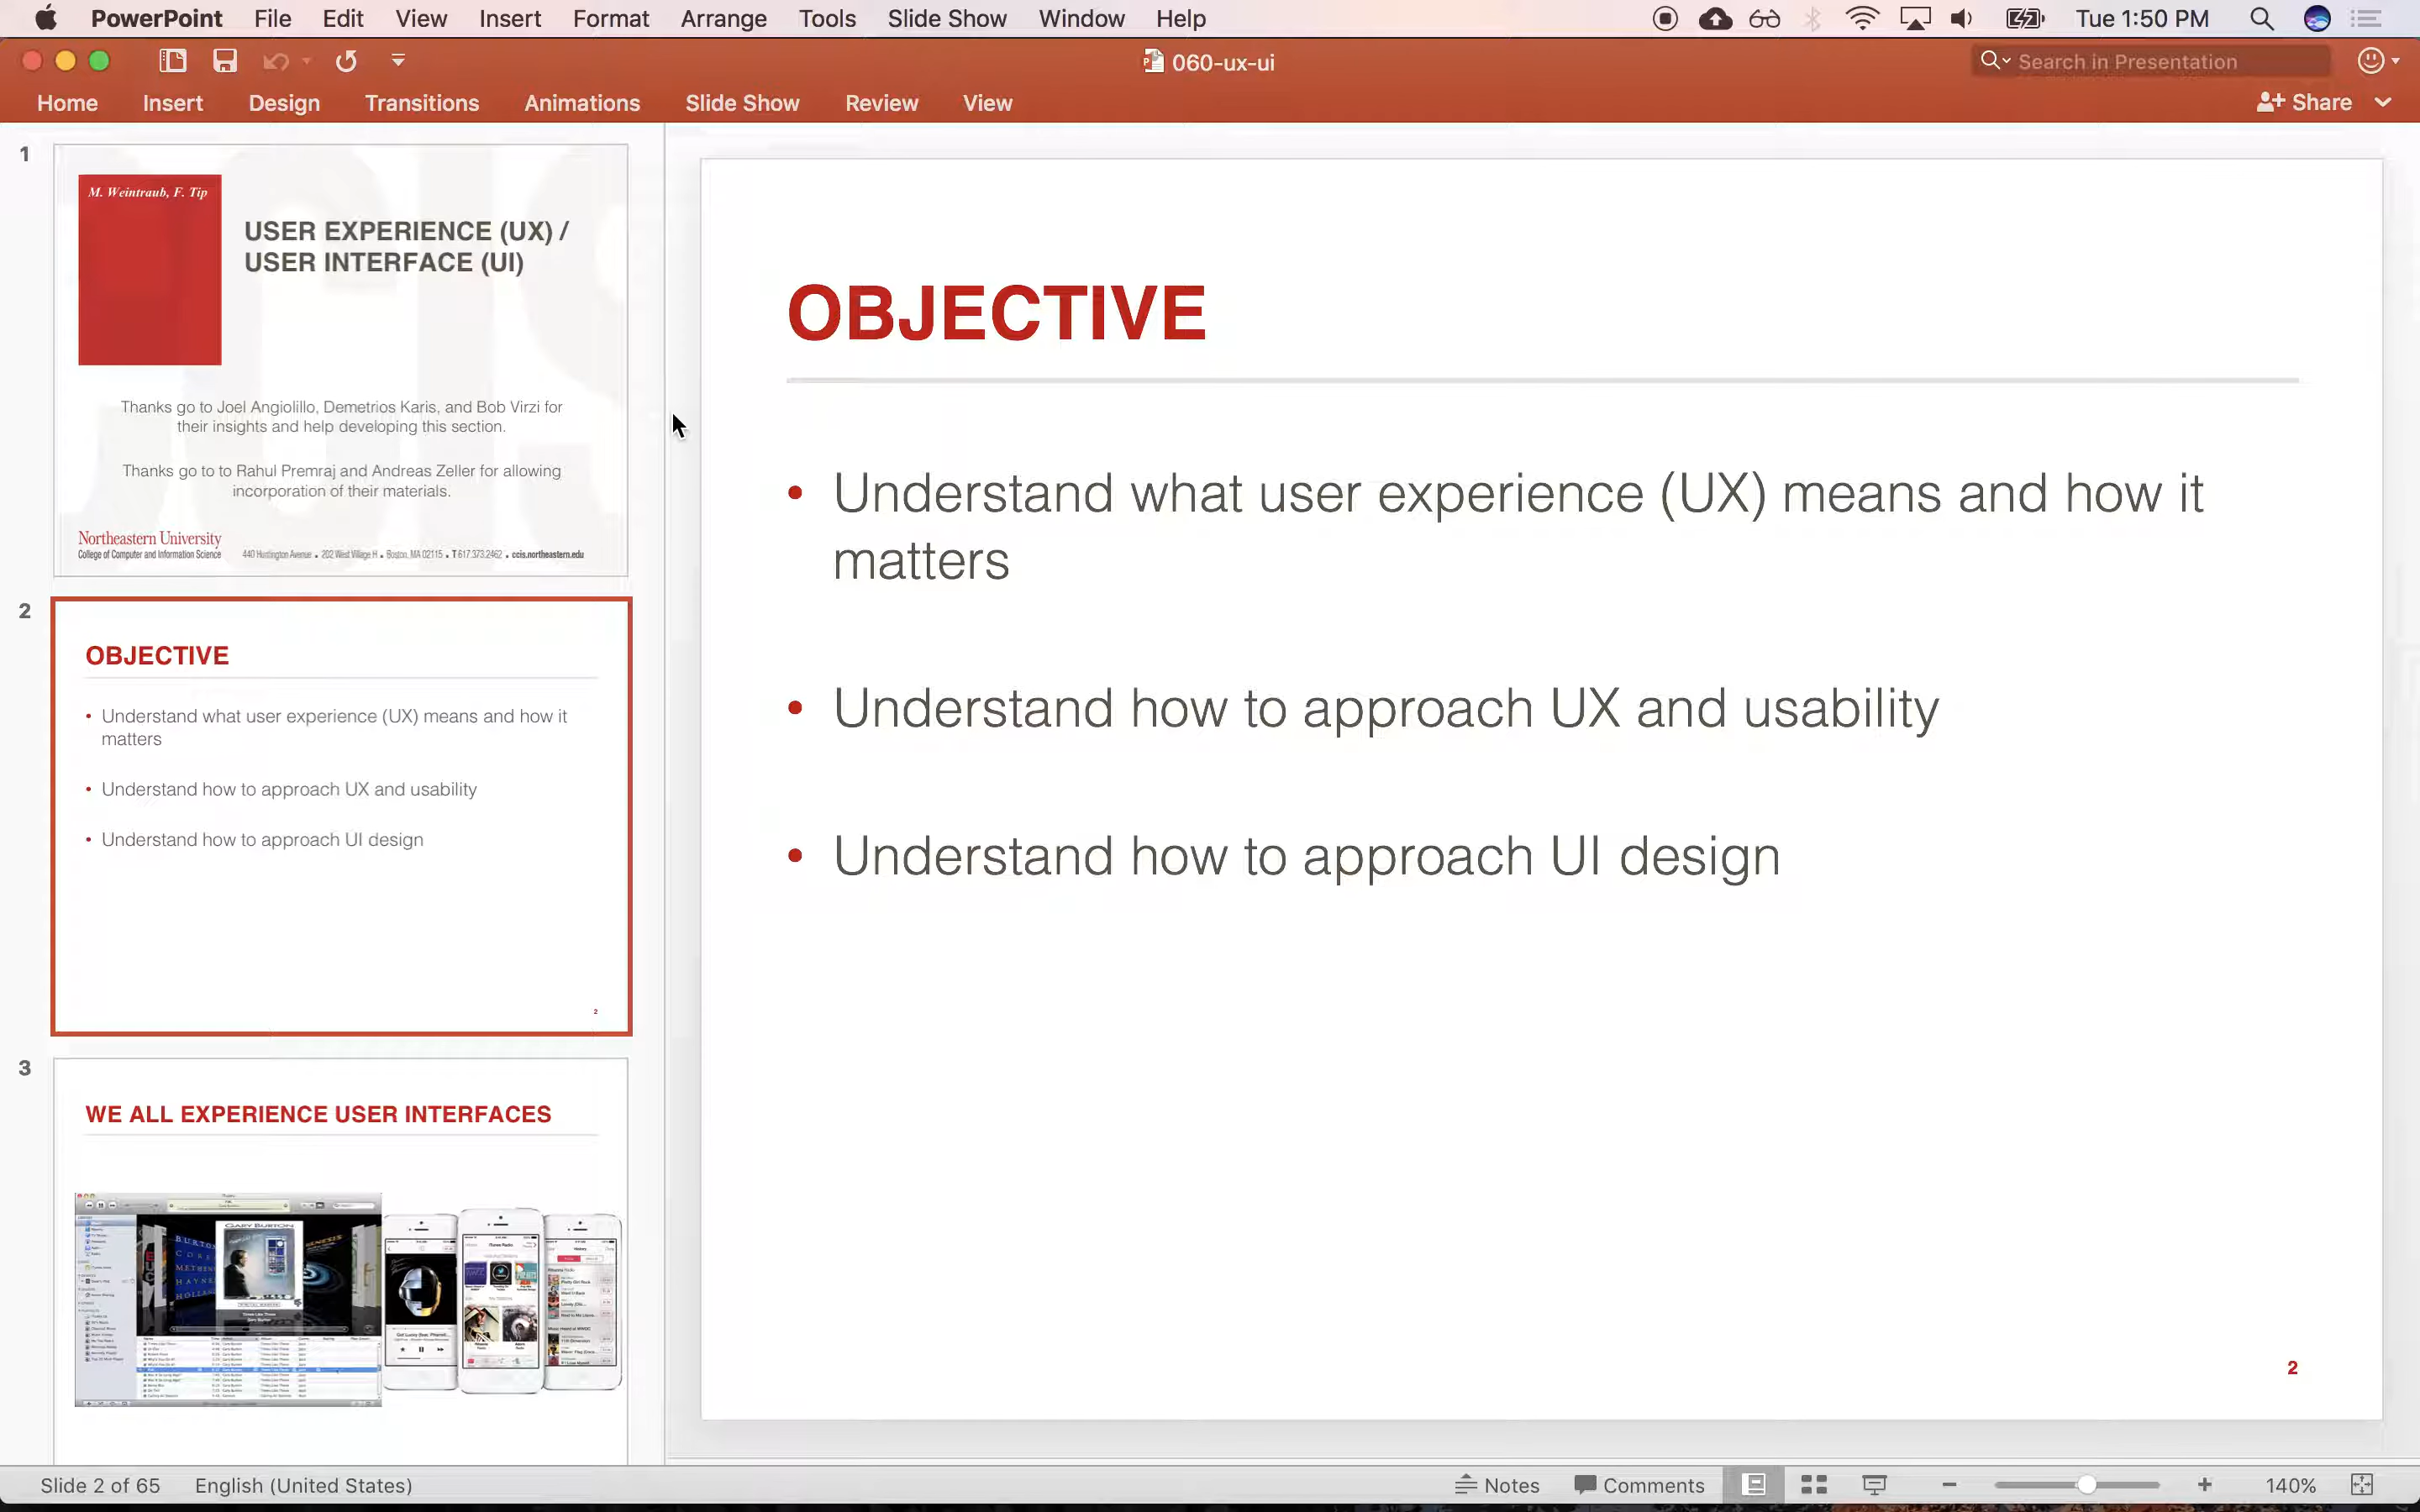 PowerPoint File Edit View Insert Format Arrange Tools Slide Show Window Help Tue 1:50 PM
060-ux-ui
Search in Presentation
Home Insert Design Transitions Animations Slide Show Review View Share
1
M. Weintraub, F. Tip
USER EXPERIENCE (UX) /
USER INTERFACE (UI)
Thanks go to Joel Angiolillo, Demetrios Karis, and Bob Virzi for
their insights and help developing this section.
Thanks go to to Rahul Premraj and Andreas Zeller for allowing
incorporation of their materials.
Northeastern University
College of Computer and Information Science
440 Huntington Avenue • 202 West Village H • Boston, MA 02115 • T 617.373.2462 • ccis.northeastern.edu
2
OBJECTIVE
• Understand what user experience (UX) means and how it
matters
• Understand how to approach UX and usability
• Understand how to approach UI design
2
3
WE ALL EXPERIENCE USER INTERFACES
GARY BURTON
OBJECTIVE
• Understand what user experience (UX) means and how it
matters
• Understand how to approach UX and usability
• Understand how to approach UI design
2
Slide 2 of 65 English (United States) Notes Comments 140%